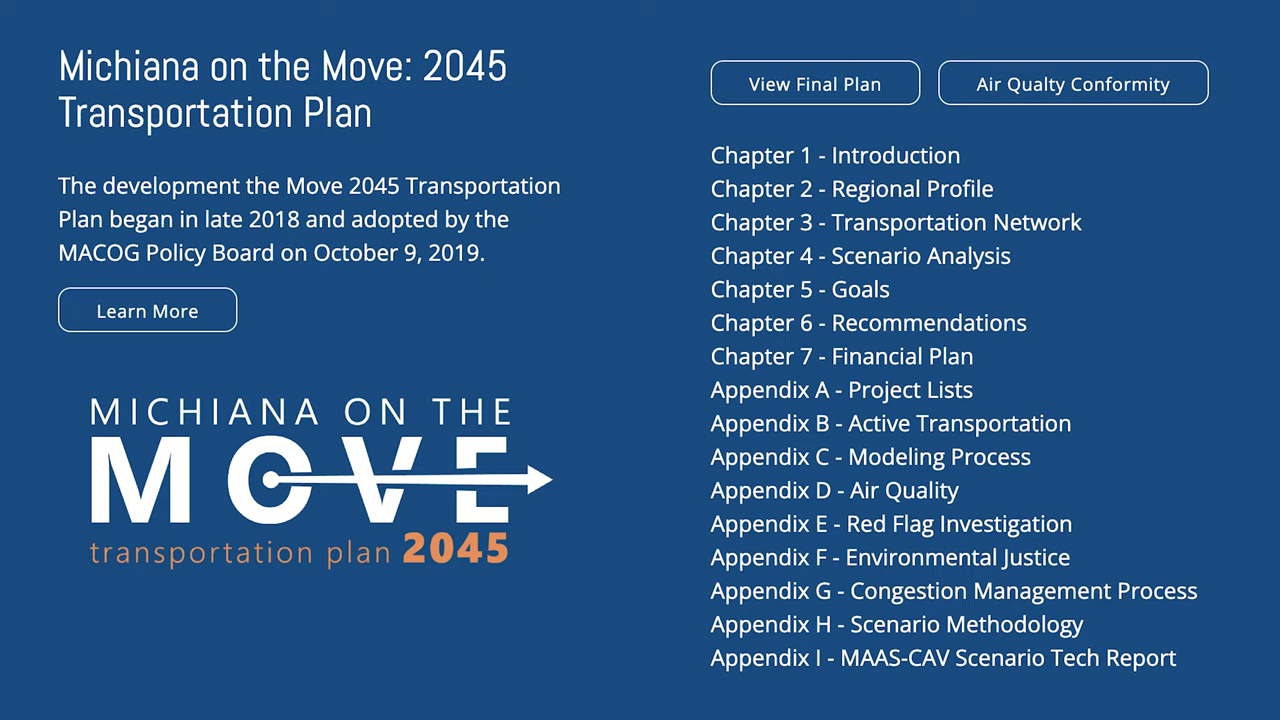 Michiana on the Move: 2045
Transportation Plan
The development the Move 2045 Transportation
Plan began in late 2018 and adopted by the
MACOG Policy Board on October 9, 2019.
Learn More
MICHIANA ON THE
MOVE
transportation plan 2045
View Final Plan
Air Qualty Conformity
Chapter 1 - Introduction
Chapter 2 - Regional Profile
Chapter 3 - Transportation Network
Chapter 4 - Scenario Analysis
Chapter 5 - Goals
Chapter 6 - Recommendations
Chapter 7 - Financial Plan
Appendix A - Project Lists
Appendix B - Active Transportation
Appendix C - Modeling Process
Appendix D - Air Quality
Appendix E - Red Flag Investigation
Appendix F - Environmental Justice
Appendix G - Congestion Management Process
Appendix H - Scenario Methodology
Appendix I - MAAS-CAV Scenario Tech Report